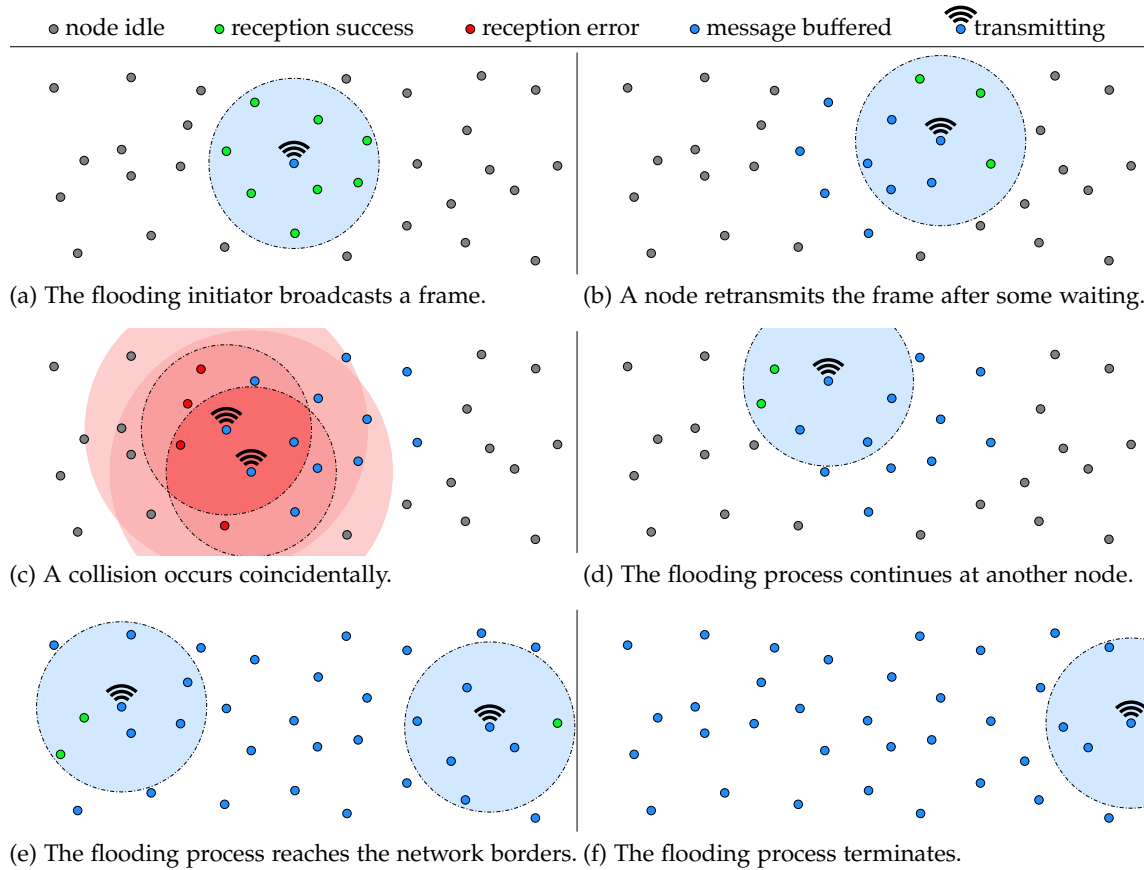 node idle reception success reception error message buffered transmitting
(a) The flooding initiator broadcasts a frame.
(b) A node retransmits the frame after some waiting.
(c) A collision occurs coincidentally.
(d) The flooding process continues at another node.
(e) The flooding process reaches the network borders.
(f) The flooding process terminates.